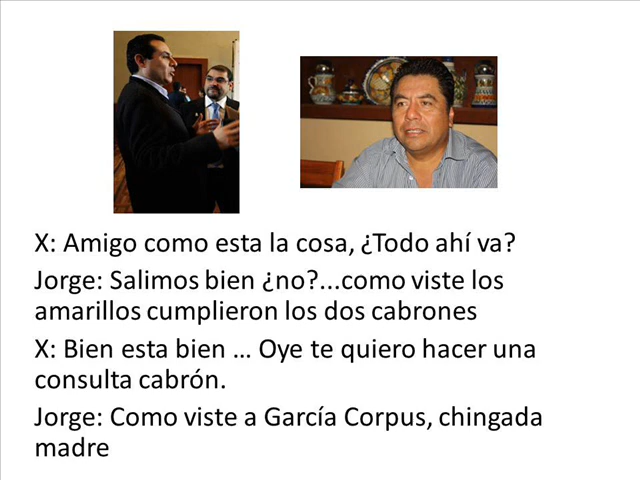 X: Amigo como esta la cosa, ¿Todo ahí va?
Jorge: Salimos bien ¿no?...como viste los
amarillos cumplieron los dos cabrones
X: Bien esta bien … Oye te quiero hacer una
consulta cabrón.
Jorge: Como viste a García Corpus, chingada
madre